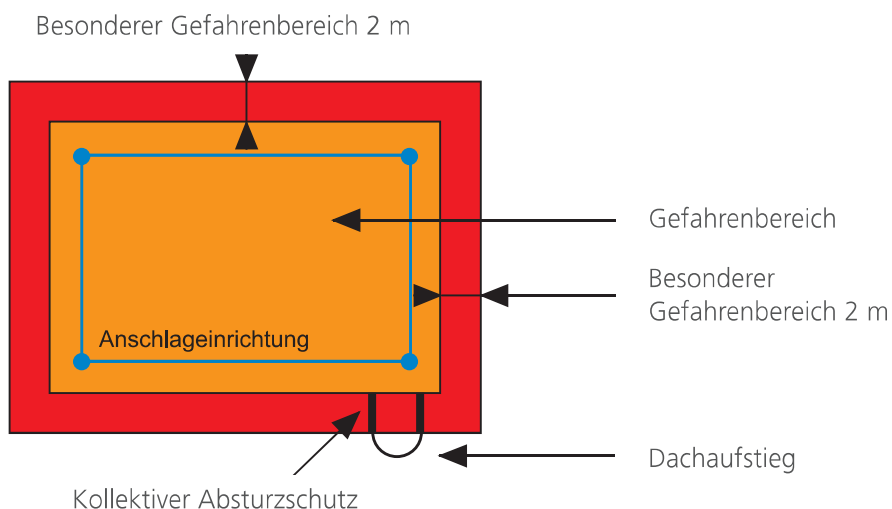 Besonderer Gefahrenbereich 2 m
Gefahrenbereich
Besonderer
Gefahrenbereich 2 m
Anschlageinrichtung
Dachaufstieg
Kollektiver Absturzschutz